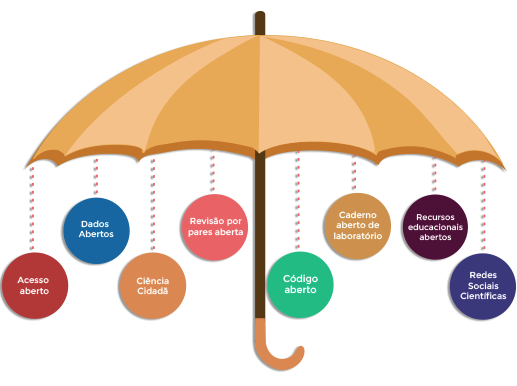 Acesso
aberto
Dados
Abertos
Ciência
Cidadã
Revisão por
pares aberta
Código
aberto
Caderno
aberto de
laboratório
Recursos
educacionais
abertos
Redes
Sociais
Científicas